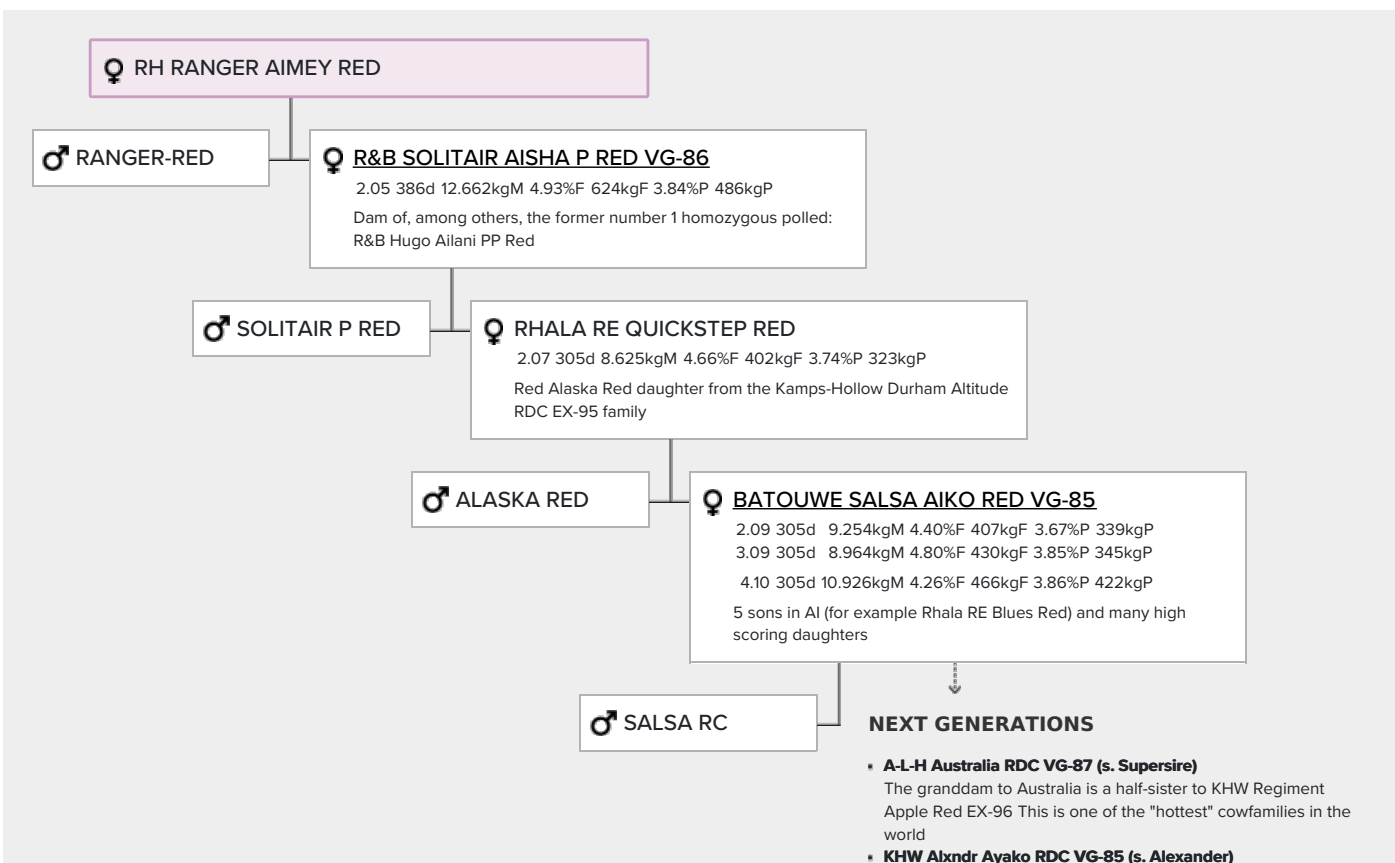 RH RANGER AIMEY RED
RANGER-RED
R&B SOLITAIR AISHA P RED VG-86
2.05 386d 12.662kgM 4.93%F 624kgF 3.84%P 486kgP
Dam of, among others, the former number 1 homozygous polled:
R&B Hugo Ailani PP Red
SOLITAIR P RED
RHALA RE QUICKSTEP RED
2.07 305d 8.625kgM 4.66%F 402kgF 3.74%P 323kgP
Red Alaska Red daughter from the Kamps-Hollow Durham Altitude
RDC EX-95 family
ALASKA RED
BATOUWE SALSA AIKO RED VG-85
2.09 305d 9.254kgM 4.40%F 407kgF 3.67%P 339kgP
3.09 305d 8.964kgM 4.80%F 430kgF 3.85%P 345kgP
4.10 305d 10.926kgM 4.26%F 466kgF 3.86%P 422kgP
5 sons in AI (for example Rhala RE Blues Red) and many high
scoring daughters
SALSA RC
NEXT GENERATIONS
A-L-H Australia RDC VG-87 (s. Supersire)
The granddam to Australia is a half-sister to KHW Regiment
Apple Red EX-96 This is one of the "hottest" cowfamilies in the
world
KHW Alxndr Ayako RDC VG-85 (s. Alexander)